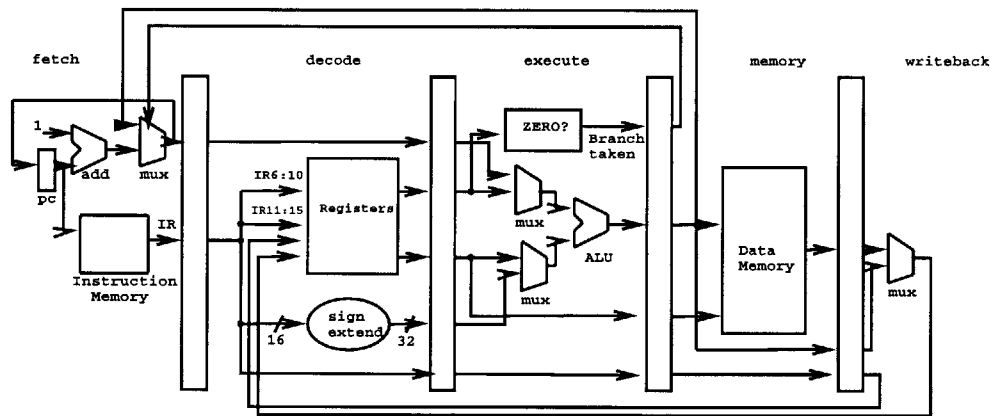 fetch
decode
execute
memory
writeback
1
add
mux
pc
IR
Instruction
Memory
IR6:10
IR11:15
Registers
sign
extend
16
32
ZERO?
Branch
taken
mux
mux
ALU
Data
Memory
mux